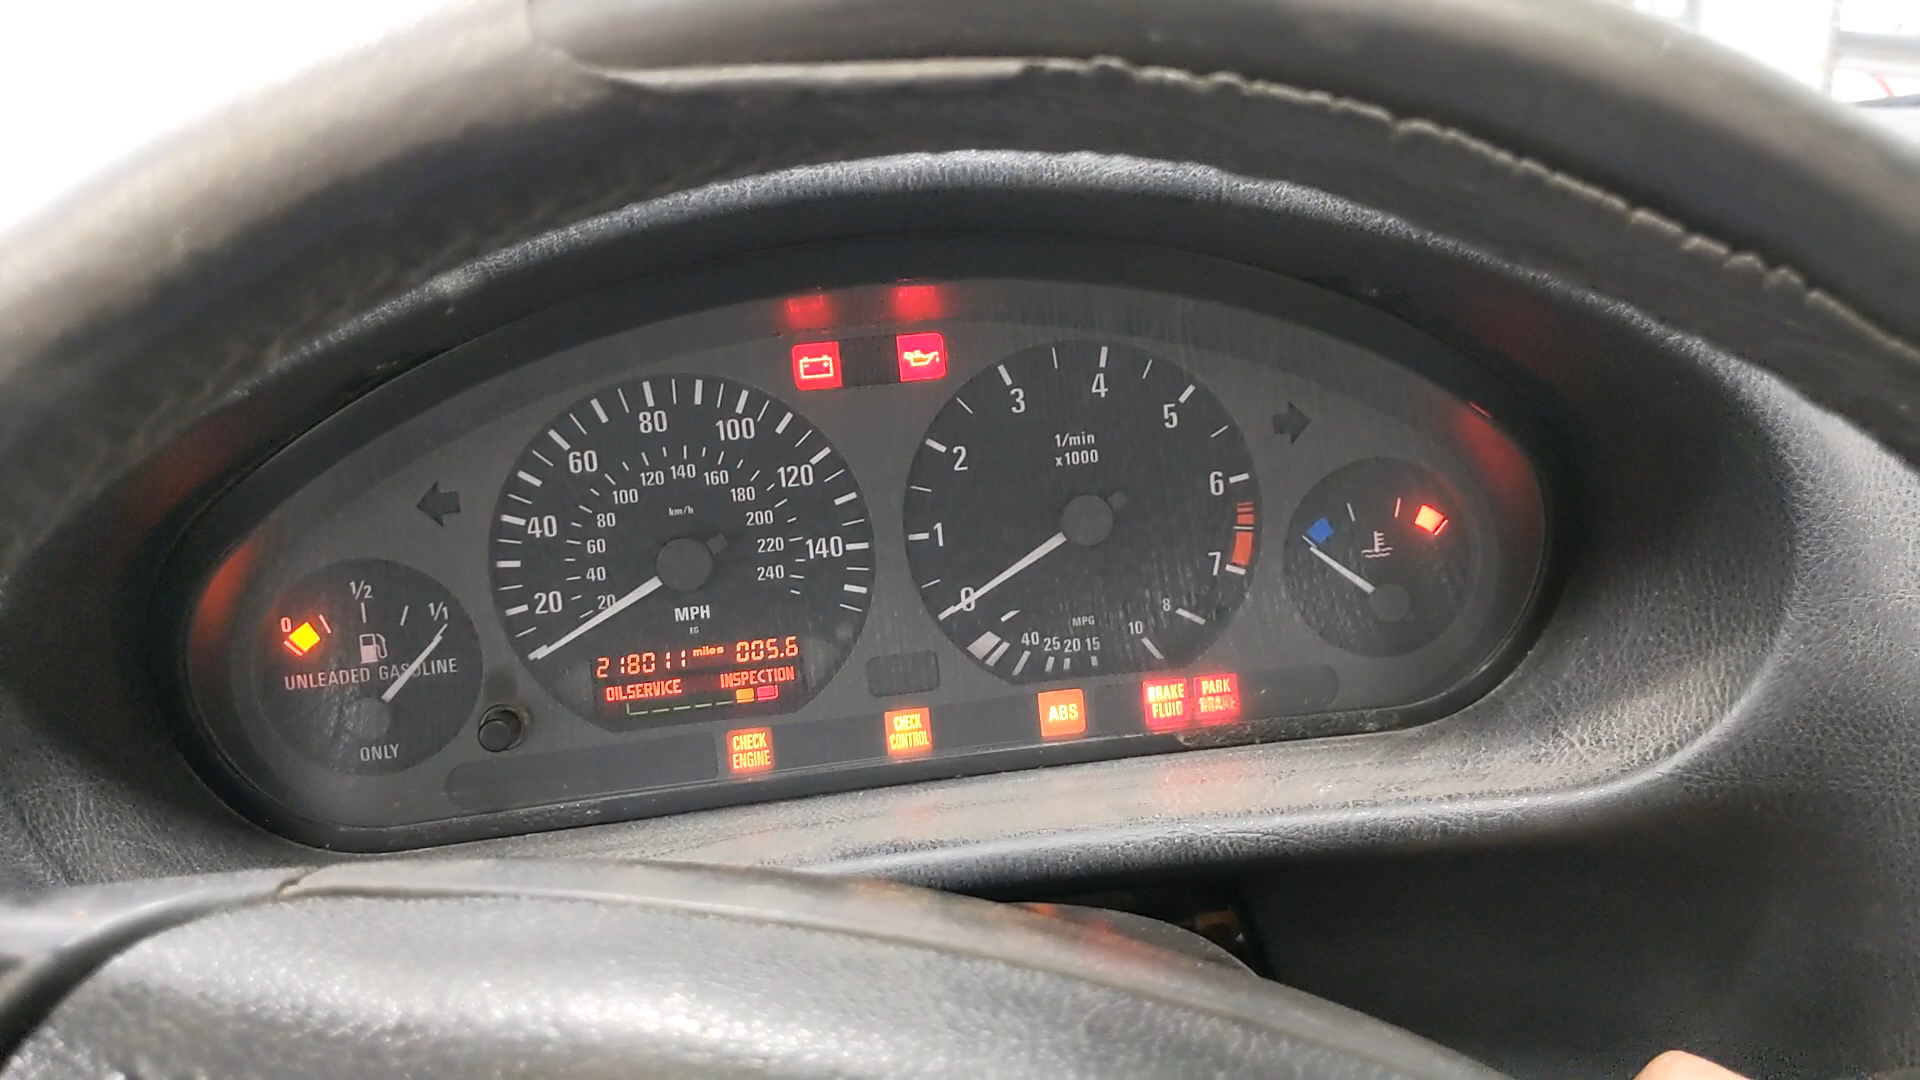 80
100
60
120
40
140
20
120 140 160
100
180
80
200
60
220
40
240
20
km/h
MPH
EG
218011 miles 005.6
OILSERVICE INSPECTION
0
1/2
1/1
UNLEADED GASOLINE
ONLY
1/min
x1000
0
1
2
3
4
5
6
7
MPG
40 25 20 15
10
8
CHECK
ENGINE
CHECK
CONTROL
ABS
BRAKE
FLUID
PARK
BRAKE